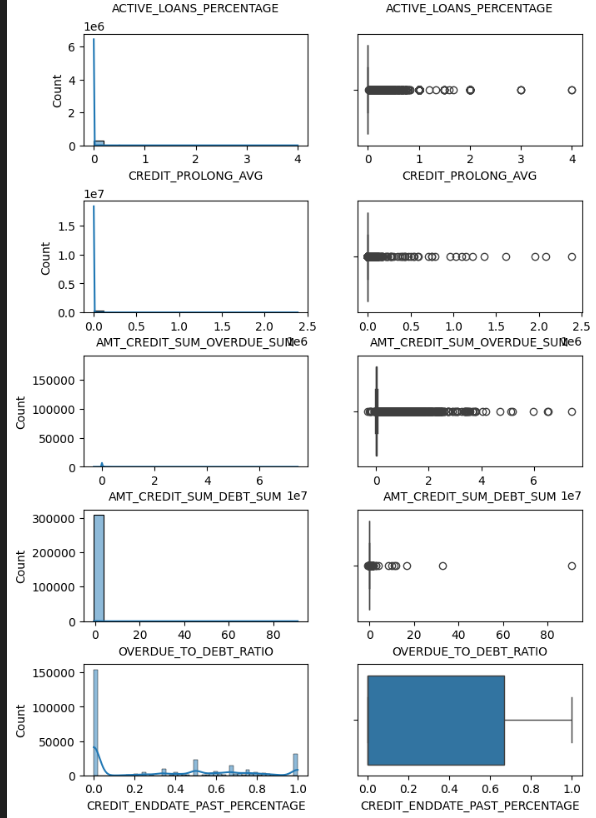 ACTIVE_LOANS_PERCENTAGE ACTIVE_LOANS_PERCENTAGE
1e6
6
4
2
0
Count
0 1 2 3 4 0 1 2 3 4
CREDIT_PROLONG_AVG CREDIT_PROLONG_AVG
1e7
1.5
1.0
0.5
0.0
Count
0.0 0.5 1.0 1.5 2.0 2.5 0.0 0.5 1.0 1.5 2.0 2.5
AMT_CREDIT_SUM_OVERDUE_SUM 1e6 AMT_CREDIT_SUM_OVERDUE_SUM 1e6
150000
100000
50000
0
Count
0 2 4 6 0 2 4 6
AMT_CREDIT_SUM_DEBT_SUM 1e7 AMT_CREDIT_SUM_DEBT_SUM 1e7
300000
200000
100000
0
Count
0 20 40 60 80 0 20 40 60 80
OVERDUE_TO_DEBT_RATIO OVERDUE_TO_DEBT_RATIO
150000
100000
50000
0
Count
0.0 0.2 0.4 0.6 0.8 1.0 0.0 0.2 0.4 0.6 0.8 1.0
CREDIT_ENDDATE_PAST_PERCENTAGE CREDIT_ENDDATE_PAST_PERCENTAGE